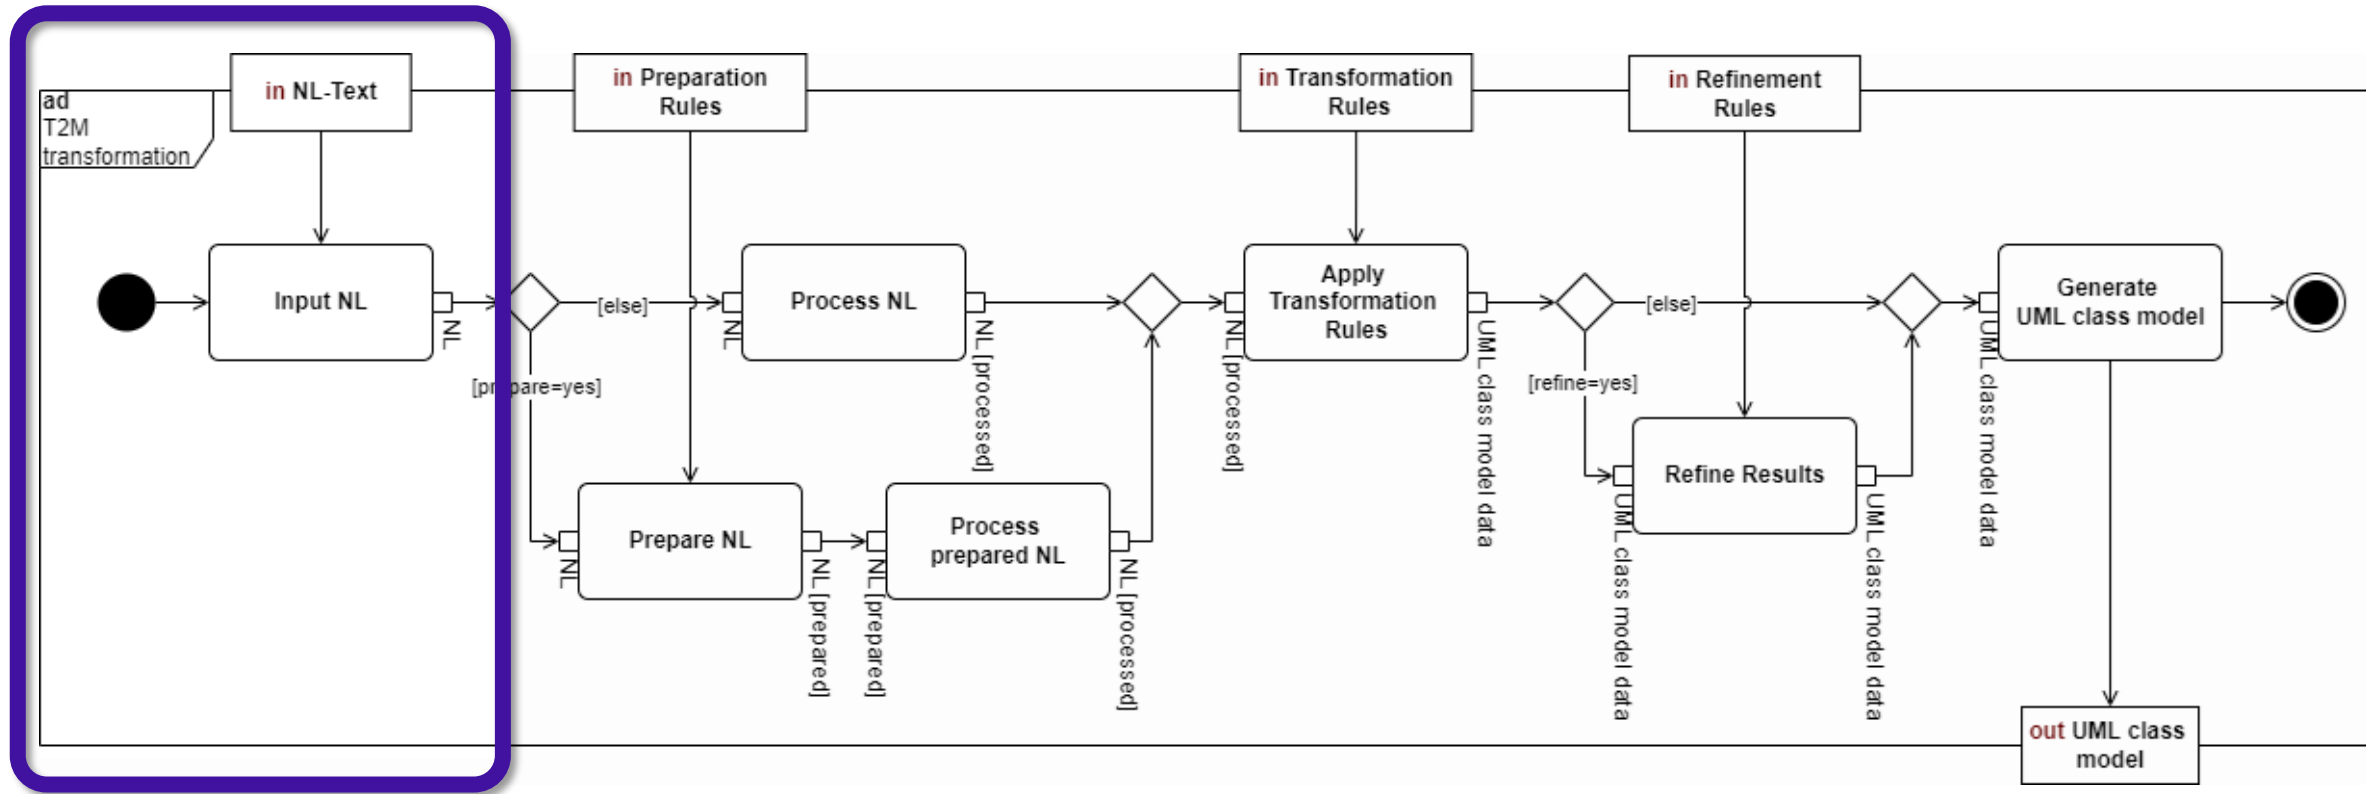 in NL-Text
in Preparation
Rules
in Transformation
Rules
in Refinement
Rules
ad
T2M
transformation
Input NL
NL
[else]
[prepare=yes]
NL
Process NL
NL [processed]
NL
Prepare NL
NL [prepared]
NL [prepared]
Process
prepared NL
NL [processed]
NL [processed]
Apply
Transformation
Rules
UML class model data
[else]
[refine=yes]
UML class model data
Refine Results
UML class model data
UML class model data
Generate
UML class model
out UML class
model